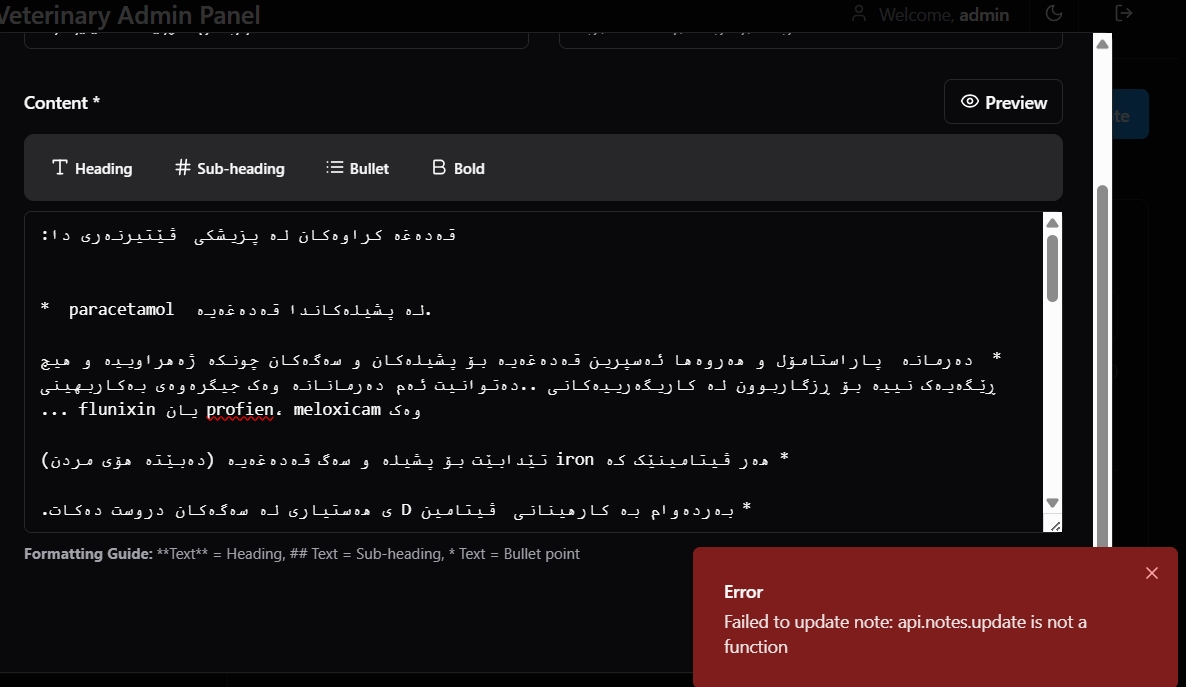 Veterinary Admin Panel
Welcome, admin
Content *
Preview
Heading
Sub-heading
Bullet
Bold
قەدەغە کراوەکان لە پزیشکی ڤێتیرنەری دا:
* paracetamol لە پشیلەکاندا قەدەغەیە.
* دەرمانە پاراستامۆل و هەروەها ئەسپرین قەدەغەیە بۆ پشیلەکان و سەگەکان چونکە ژەهراوییە و هیچ
ڕێگەیەک نییە بۆ ڕزگاربوون لە کاریگەرییەکانی ..دەتوانیت ئەم دەرمانانە وەک جیگرەوەی بەکاربهینی
وەک profien، meloxicam یان flunixin ...
* هەر ڤیتامینێک کە iron تێدابێت بۆ پشیلە و سەگ قەدەغەیە (دەبێتە هۆی مردن)
* بەردەوام بە کارهینانی ڤیتامین D ی هەستیاری لە سەگەکان دروست دەکات.
Formatting Guide: **Text** = Heading, ## Text = Sub-heading, * Text = Bullet point
Error
Failed to update note: api.notes.update is not a
function